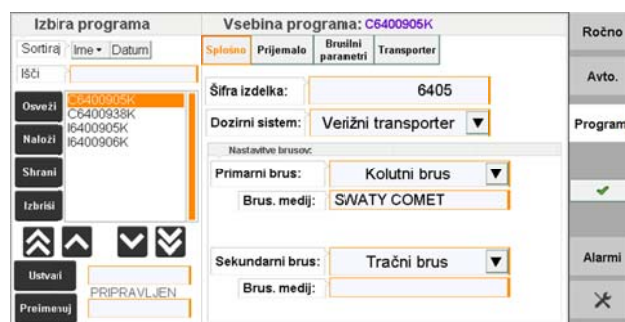 Izbira programa
Sortiraj Ime Datum
Išči
Osveži
Naloži
Shrani
Izbriši
C6400905K
C6400938K
I6400905K
I6400906K
Ustvari
PRIPRAVLJEN
Preimenuj
Vsebina programa: C6400905K
Splošno Prijemalo Brusilni parametri Transporter
Šifra izdelka: 6405
Dozirni sistem: Verižni transporter
Nastavitve brusov:
Primarni brus: Kolutni brus
Brus. medij: SWATY COMET
Sekundarni brus: Tračni brus
Brus. medij:
Ročno
Avto.
Program
Alarmi